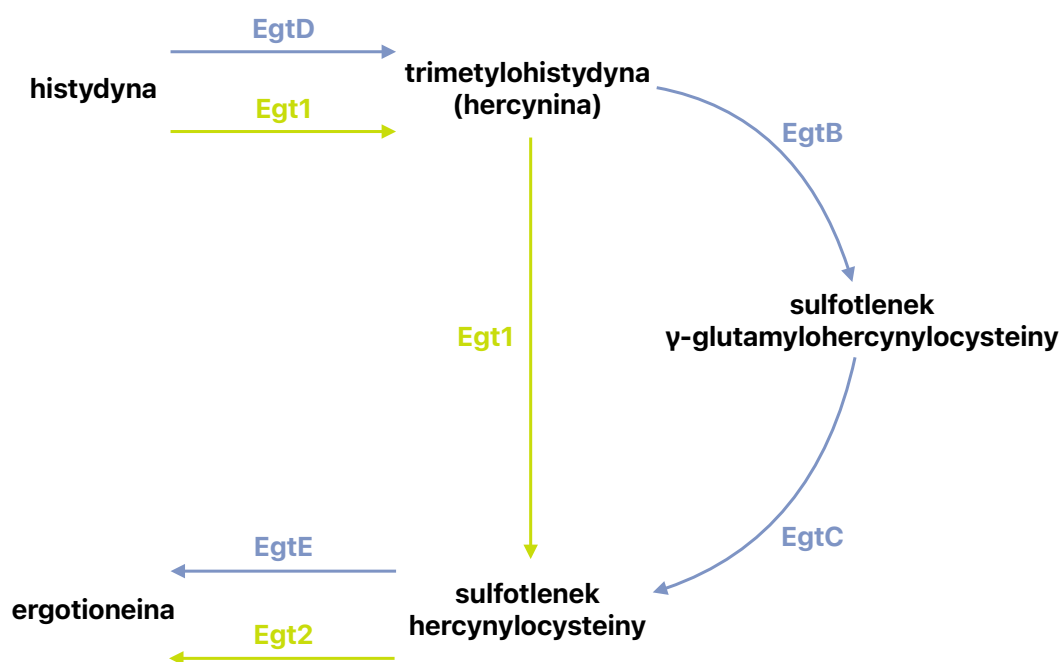 EgtD
histydyna
Egt1
trimetylohistydyna
(hercynina)
EgtB
Egt1
sulfotlenek
γ-glutamylohercynylocysteiny
EgtC
EgtE
ergotioneina
Egt2
sulfotlenek
hercynylocysteiny